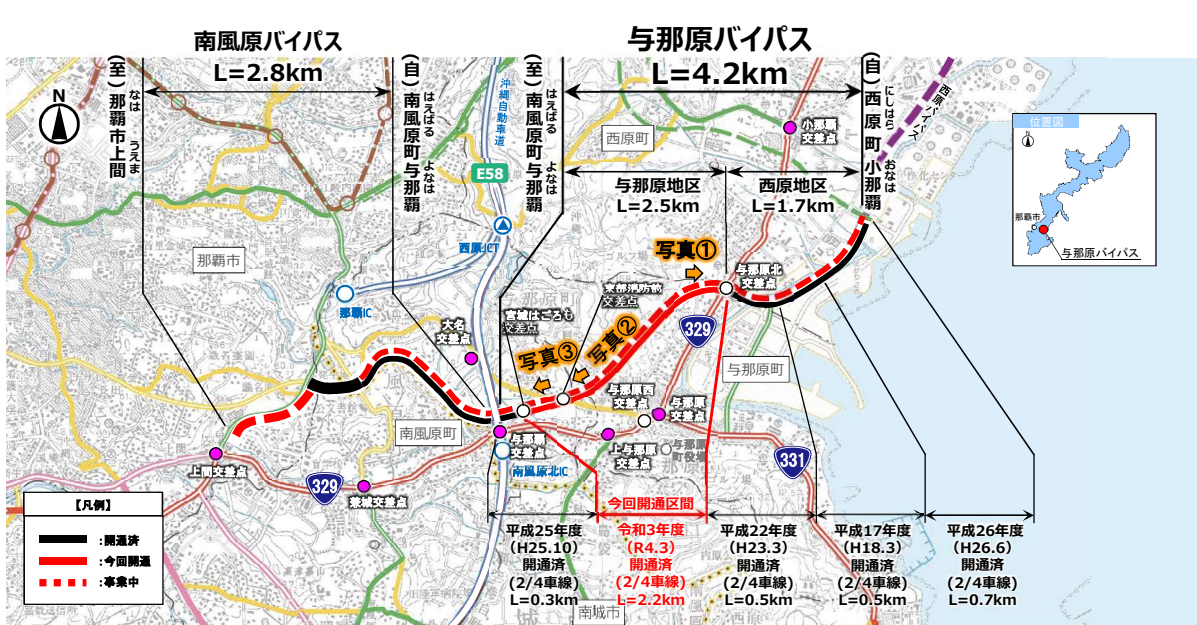 南風原バイパス
L=2.8km
与那原バイパス
L=4.2km
(至)那覇市上間
なは うえま
(自)南風原町与那覇
はえばる よなは
(至)南風原町与那覇
はえばる よなは
(自)西原町小那覇
にしはら おなは
沖縄自動車道
E58
西原バイパス
西原町
小那覇
交差点
与那原地区
L=2.5km
西原地区
L=1.7km
位置図
N
那覇市
与那原バイパス
N
那覇市
西原JCT
那覇IC
写真①
与那原北
交差点
東部消防前
交差点
与那原町
宮城はごろも
交差点
大名
交差点
写真②
写真③
329
与那原町
与那原西
交差点
与那原
交差点
南風原町
与那覇
交差点
上与那原
交差点
与那原
町役場
南風原北IC
上間交差点
329
兼城交差点
331
今回開通区間
【凡例】
:開通済
:今回開通
:事業中
平成25年度
(H25.10)
開通済
(2/4車線)
L=0.3km
令和3年度
(R4.3)
開通済
(2/4車線)
L=2.2km
平成22年度
(H23.3)
開通済
(2/4車線)
L=0.5km
平成17年度
(H18.3)
開通済
(2/4車線)
L=0.5km
平成26年度
(H26.6)
開通済
(2/4車線)
L=0.7km
南城市